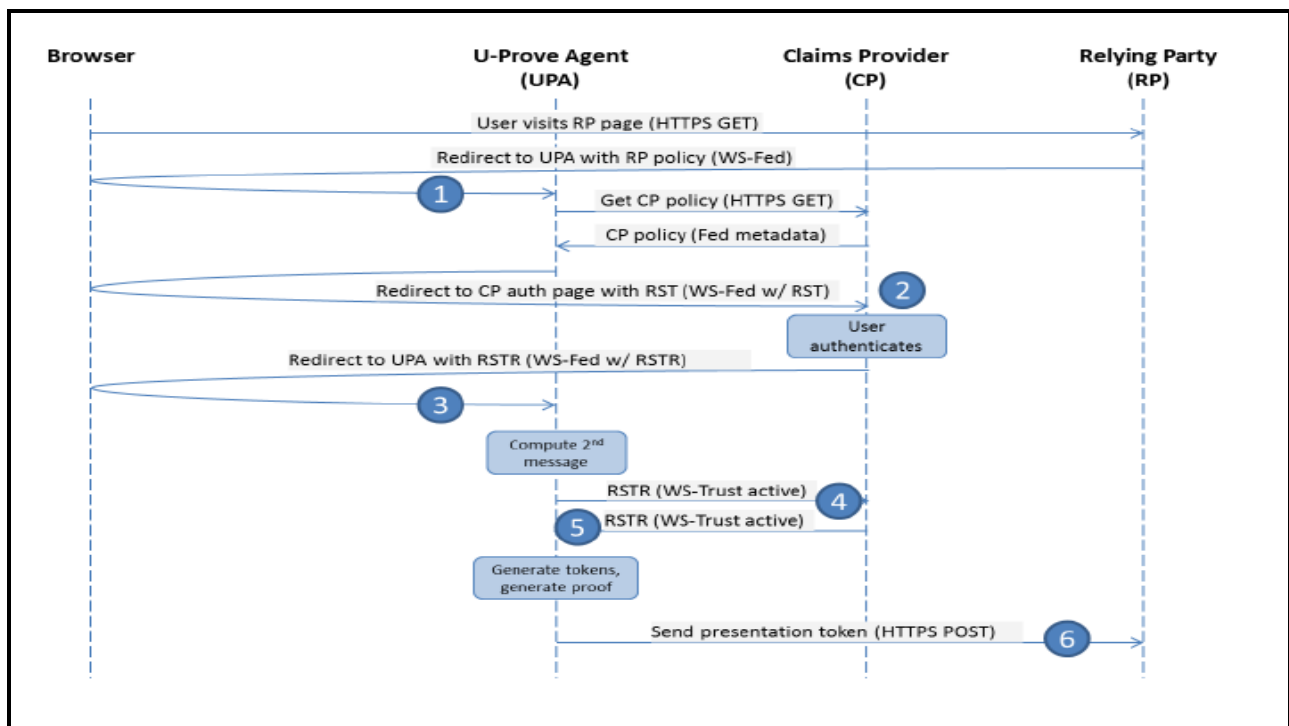 Browser
U-Prove Agent
(UPA)
Claims Provider
(CP)
Relying Party
(RP)
User visits RP page (HTTPS GET)
Redirect to UPA with RP policy (WS-Fed)
1
Get CP policy (HTTPS GET)
CP policy (Fed metadata)
Redirect to CP auth page with RST (WS-Fed w/ RST)
2
User
authenticates
Redirect to UPA with RSTR (WS-Fed w/ RSTR)
3
Compute 2nd
message
RSTR (WS-Trust active)
4
5
RSTR (WS-Trust active)
Generate tokens,
generate proof
Send presentation token (HTTPS POST)
6